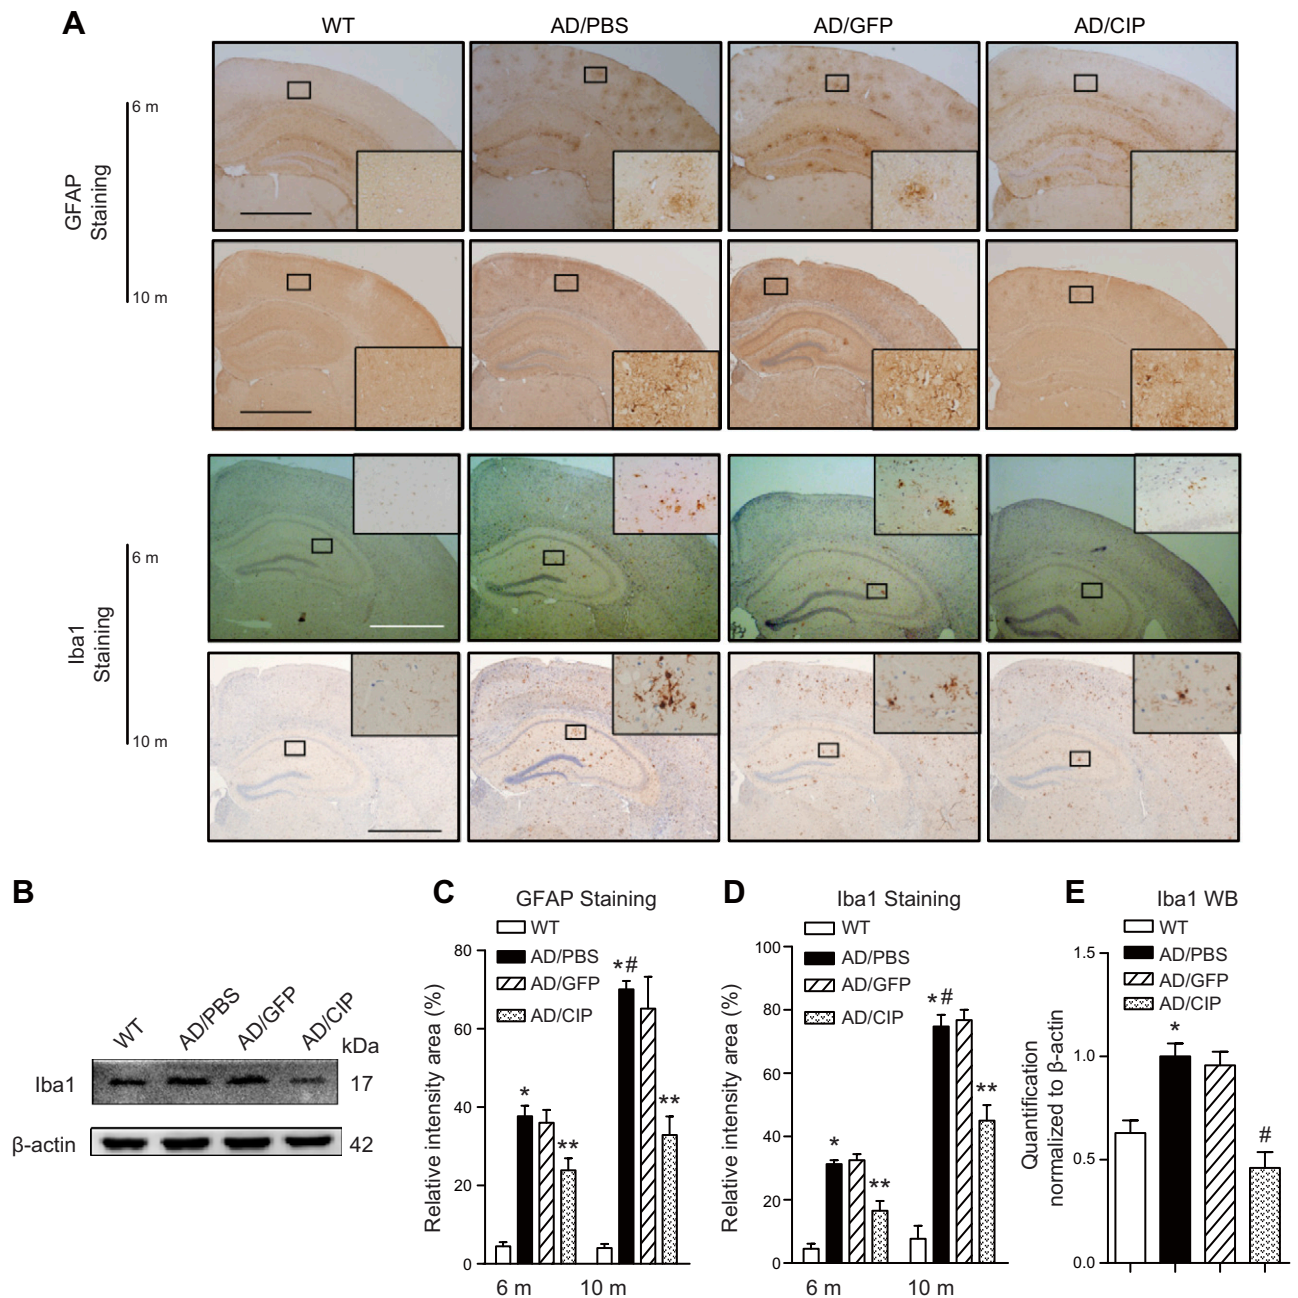 A
WT
AD/PBS
AD/GFP
AD/CIP
6 m
GFAP
Staining
10 m
6 m
Iba1
Staining
10 m
B
WT
AD/PBS
AD/GFP
AD/CIP
kDa
Iba1
17
β-actin
42
C
GFAP Staining
WT
AD/PBS
AD/GFP
AD/CIP
Relative intensity area (%)
80
60
40
20
0
*
**
*#
**
6 m
10 m
D
Iba1 Staining
WT
AD/PBS
AD/GFP
AD/CIP
Relative intensity area (%)
100
80
60
40
20
0
*
**
*#
**
6 m
10 m
E
Iba1 WB
WT
AD/PBS
AD/GFP
AD/CIP
Quantification
normalized to β-actin
1.5
1.0
0.5
0.0
*
#